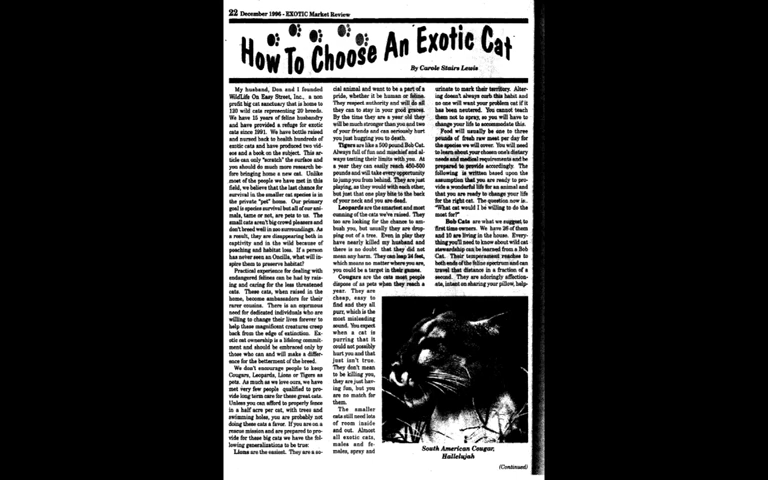 22 December 1996 - EXOTIC Market Review
How To Choose An Exotic Cat
By Carole Stairs Lewis
My husband, Don and I founded
WildLife On Easy Street, Inc., a non
profit big cat sanctuary that is home to
130 wild cats representing 20 breeds.
We have 15 years of feline husbandry
and have provided a refuge for exotic
cats since 1991. We have bottle raised
and nursed back to health hundreds of
exotic cats and have produced two vid-
eos and a book on the subject. This ar-
ticle can only "scratch" the surface and
you should do much more research be-
fore bringing home a new cat. Unlike
most of the people we have met in this
field, we believe that the last chance for
survival in the smaller cat species is in
the private "pet" home. Our primary
goal is species survival but all of our ani-
mals, tame or not, are pets to us. The
small cats aren't big crowd pleasers and
don't breed well in zoo surroundings. As
a result, they are disappearing both in
captivity and in the wild because of
poaching and habitat loss. If a person
has never seen an Oncilla, what will in-
spire them to preserve habitat?
Practical experience for dealing with
endangered felines can be had by rais-
ing and caring for the less threatened
cats. These cats, when raised in the
home, become ambassadors for their
rarer cousins. There is an enormous
need for dedicated individuals who are
willing to change their lives forever to
help these magnificent creatures creep
back from the edge of extinction. Ex-
otic cat ownership is a lifelong commit-
ment and should be embraced only by
those who can and will make a differ-
ence for the betterment of the breed.
We don't encourage people to keep
Cougars, Leopards, Lions or Tigers as
pets. As much as we love ours, we have
met very few people qualified to pro-
vide long term care for these great cats.
Unless you can afford to properly fence
in a half acre per cat, with trees and
swimming holes, you are probably not
doing these cats a favor. If you are on a
rescue mission and are prepared to pro-
vide for these big cats we have the fol-
lowing generalizations to be true:
Lions are the easiest. They are a so-
cial animal and want to be a part of a
pride, whether it be human or feline.
They respect authority and will do all
they can to stay in your good graces.
By the time they are a year old they
will be much stronger than you and two
of your friends and can seriously hurt
you just hugging you to death.
Tigers are like a 500 pound Bob Cat.
Always full of fun and mischief and al-
ways testing their limits with you. At
a year they can easily reach 450-500
pounds and will take every opportunity
to jump you from behind. They are just
playing, as they would with each other,
but just that one play bite to the back
of your neck and you are dead.
Leopards are the smartest and most
cunning of the cats we've raised. They
too are looking for the chance to am-
bush you, but usually they are drop-
ping out of a tree. Even in play they
have nearly killed my husband and
there is no doubt that they did not
mean any harm. They can leap 24 feet,
which means no matter where you are,
you could be a target in their games.
Cougars are the cats most people
dispose of as pets when they reach a
year. They are
cheap, easy to
find and they all
purr, which is the
most misleading
sound. You expect
when a cat is
purring that it
could not possibly
hurt you and that
just isn't true.
They don't mean
to be killing you,
they are just hav-
ing fun, but you
are no match for
them.
The smaller
cats still need lots
of room inside
and out. Almost
all exotic cats,
males and fe-
males, spray and
urinate to mark their territory. Alter-
ing doesn't always curb this habit and
no one will want your problem cat if it
has been neutered. You cannot teach
them not to spray, so you will have to
change your life to accommodate this.
Food will usually be one to three
pounds of fresh raw meat per day for
the species we will cover. You will need
to learn about your chosen one's dietary
needs and medical requirements and be
prepared to provide accordingly. The
following is written based upon the
assumption that you are ready to pro-
vide a wonderful life for an animal and
that you are ready to change your life
for the right cat. The question now is..
"What cat would I be willing to do the
most for?"
Bob Cats are what we suggest to
first time owners. We have 26 of them
and 10 are living in the house. Every-
thing you'll need to know about wild cat
stewardship can be learned from a Bob
Cat. Their temperament reaches to
both ends of the feline spectrum and can
travel that distance in a fraction of a
second. They are adoringly affection-
ate, intent on sharing your pillow, help-
South American Cougar,
Hallelujah
(Continued)